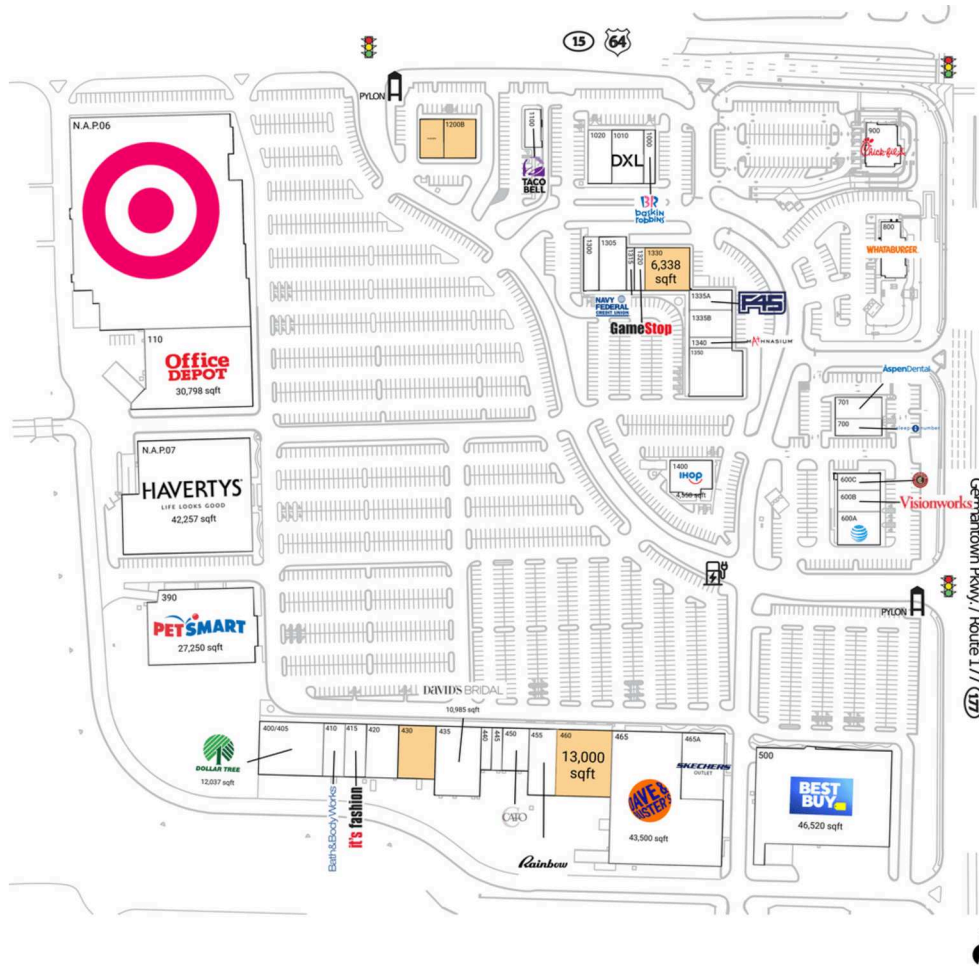 15
64
PYLON
N.A.P.06
1200B
1100
TACO
BELL
1020
1010
1000
DXL
BR
baskin
robbins
900
Chick-fil-A
800
WHATABURGER
1300
1305
1315
1320
1330
6,338
sqft
NAVY
FEDERAL
CREDIT UNION
GameStop
1335A
F45
1335B
1340
MATHNASIUM
1350
110
Office
DEPOT
30,798 sqft
AspenDental
701
700
sleep number
N.A.P.07
HAVERTYS
LIFE LOOKS GOOD
42,257 sqft
1400
IHOP
4,550 sqft
600C
600B
Visionworks
600A
Germantown Pkwy / Route 177
177
390
PETSMART
27,250 sqft
PYLON
DAVID'S BRIDAL
10,985 sqft
400/405
410
415
420
430
435
440
445
450
455
460
465
465A
DOLLAR TREE
12,037 sqft
13,000
sqft
SKECHERS
OUTLET
500
Bath & Body Works
it's fashion
CATO
DAVE &
BUSTER'S
43,500 sqft
BEST
BUY
46,520 sqft
Rainbow